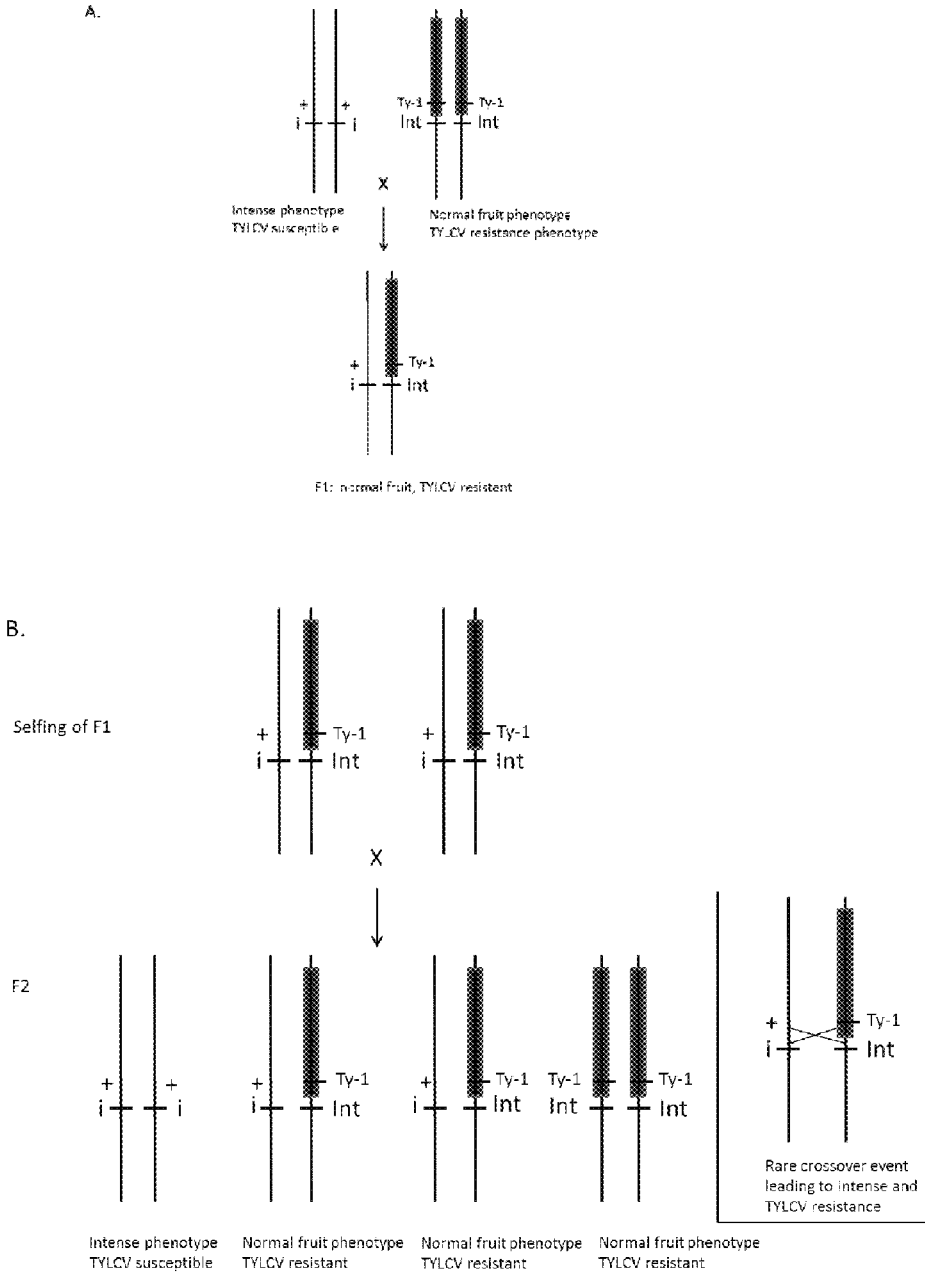 A.
+ +
Ty-1 Ty-1
i i
Int Int
X
Intense phenotype
TYLCV susceptible
Normal fruit phenotype
TYLCV resistance phenotype
+ Ty-1
i Int
F1: normal fruit, TYLCV resistant
B.
Selfing of F1
+ Ty-1 + Ty-1
i Int i Int
X
F2
+ + + Ty-1 + Ty-1 Ty-1 Ty-1
i i i Int i Int Int Int
+ Ty-1
i Int
Rare crossover event
leading to intense and
TYLCV resistance
Intense phenotype
TYLCV susceptible
Normal fruit phenotype
TYLCV resistant
Normal fruit phenotype
TYLCV resistant
Normal fruit phenotype
TYLCV resistant